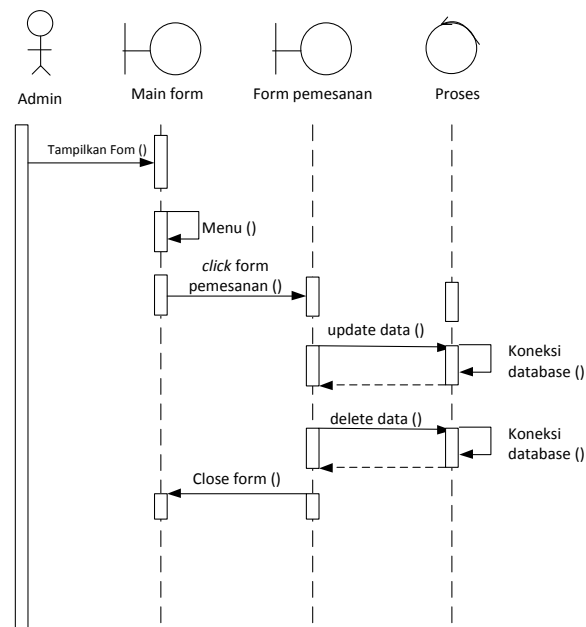 Admin
Main form
Form pemesanan
Proses
Tampilkan Fom ()
Menu ()
click form
pemesanan ()
update data ()
Koneksi
database ()
delete data ()
Koneksi
database ()
Close form ()